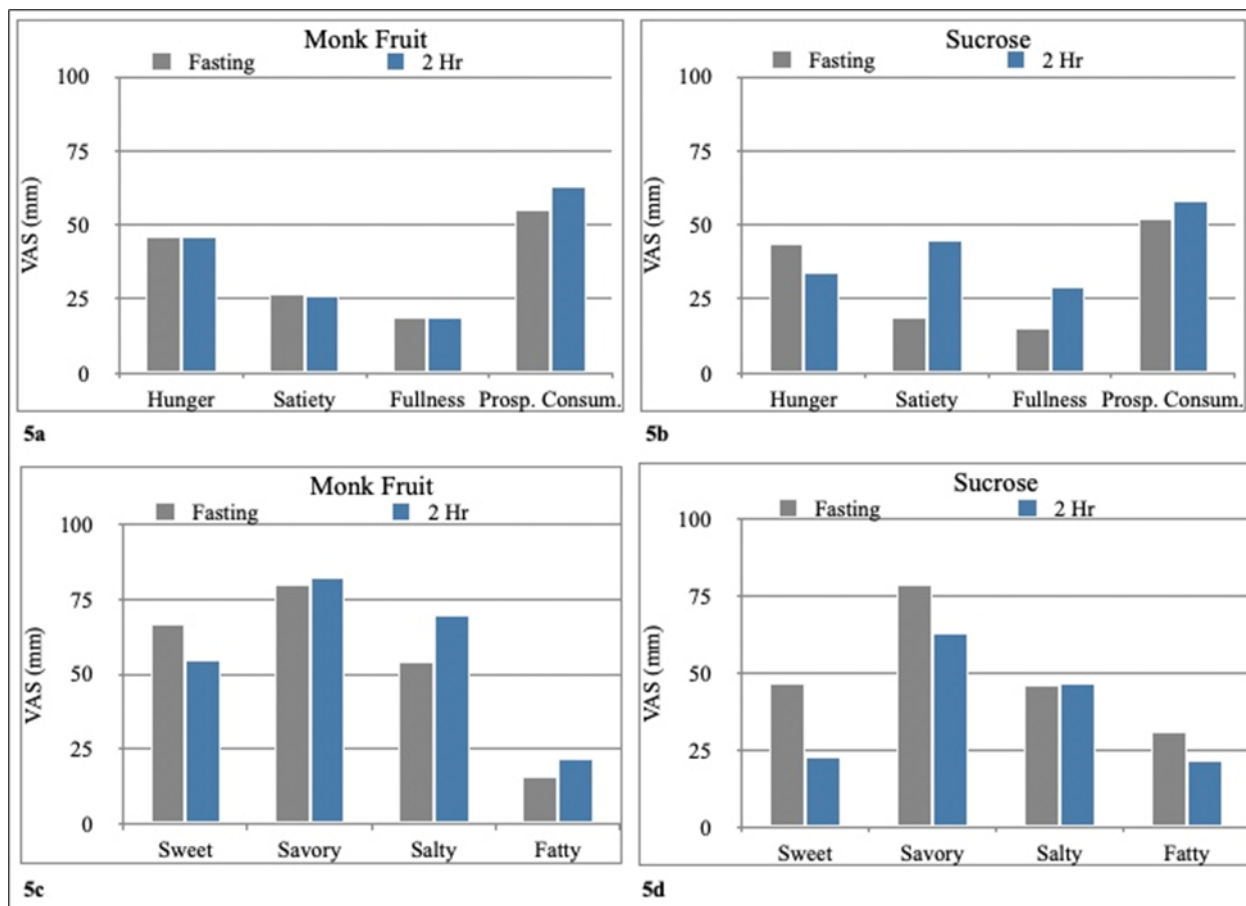 Monk Fruit
Fasting 2 Hr
100
75
50
25
0
VAS (mm)
Hunger Satiety Fullness Prosp. Consum.
5a
Sucrose
Fasting 2 Hr
100
75
50
25
0
VAS (mm)
Hunger Satiety Fullness Prosp. Consum.
5b
Monk Fruit
Fasting 2 Hr
100
75
50
25
0
VAS (mm)
Sweet Savory Salty Fatty
5c
Sucrose
Fasting 2 Hr
100
75
50
25
0
VAS (mm)
Sweet Savory Salty Fatty
5d